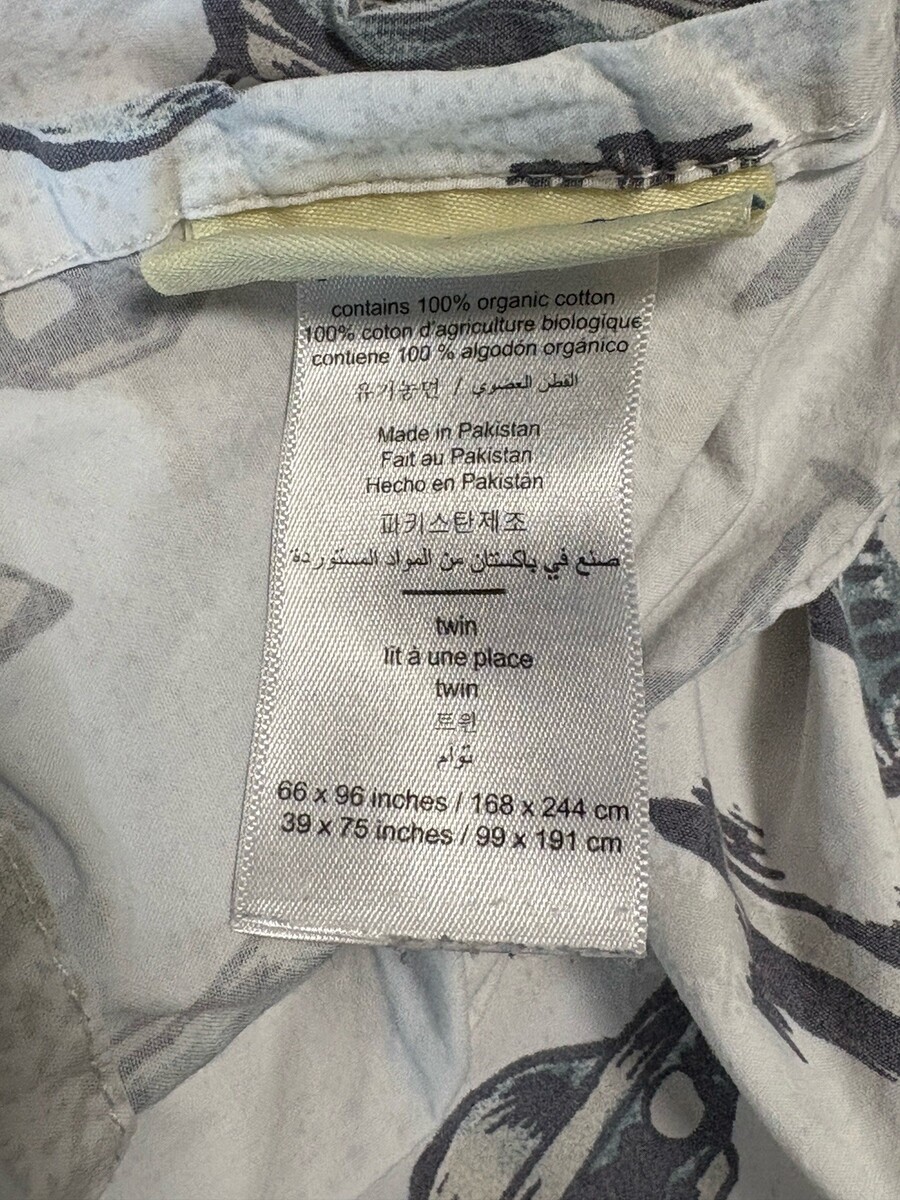 contains 100% organic cotton
100% coton d'agriculture biologique
contiene 100 % algodón orgánico
유기농면 / القطر العصوي
Made in Pakistan
Fait au Pakistan
Hecho en Pakistán
파키스탄제조
صنع في باكستان من المواد المستوردة
twin
lit à une place
twin
트윈
توأم
66 x 96 inches / 168 x 244 cm
39 x 75 inches / 99 x 191 cm